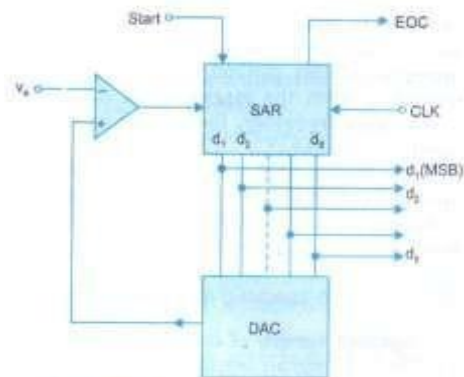 Start
EOC
vₐ
SAR
CLK
d₁ d₂ d₈
d₁(MSB)
d₂
d₈
DAC